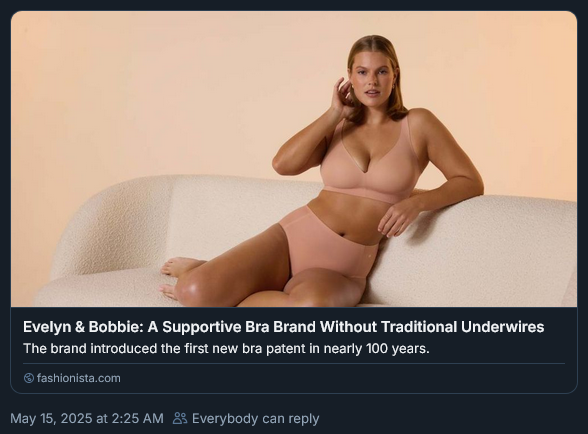 Evelyn & Bobbie: A Supportive Bra Brand Without Traditional Underwires
The brand introduced the first new bra patent in nearly 100 years.
fashionista.com
May 15, 2025 at 2:25 AM Everybody can reply